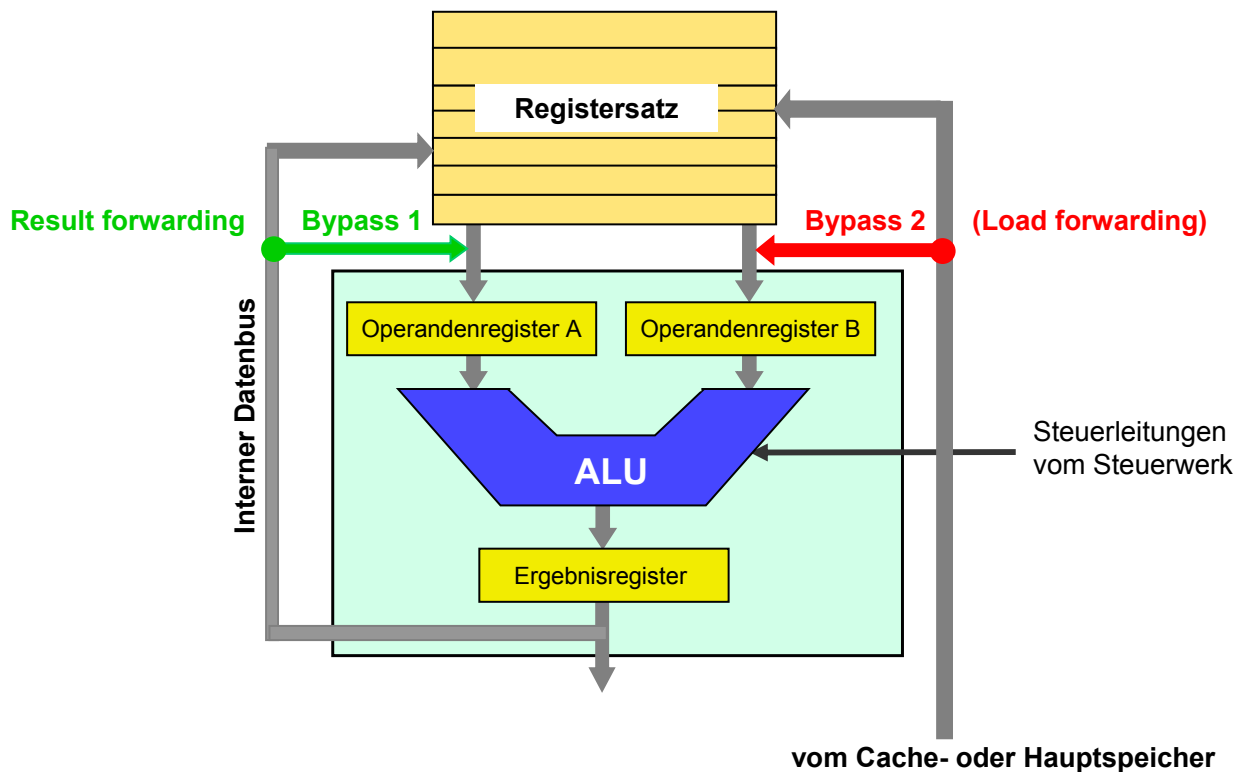 Registersatz
Result forwarding
Bypass 1
Bypass 2
(Load forwarding)
Interner Datenbus
Operandenregister A
Operandenregister B
ALU
Steuerleitungen
vom Steuerwerk
Ergebnisregister
vom Cache- oder Hauptspeicher